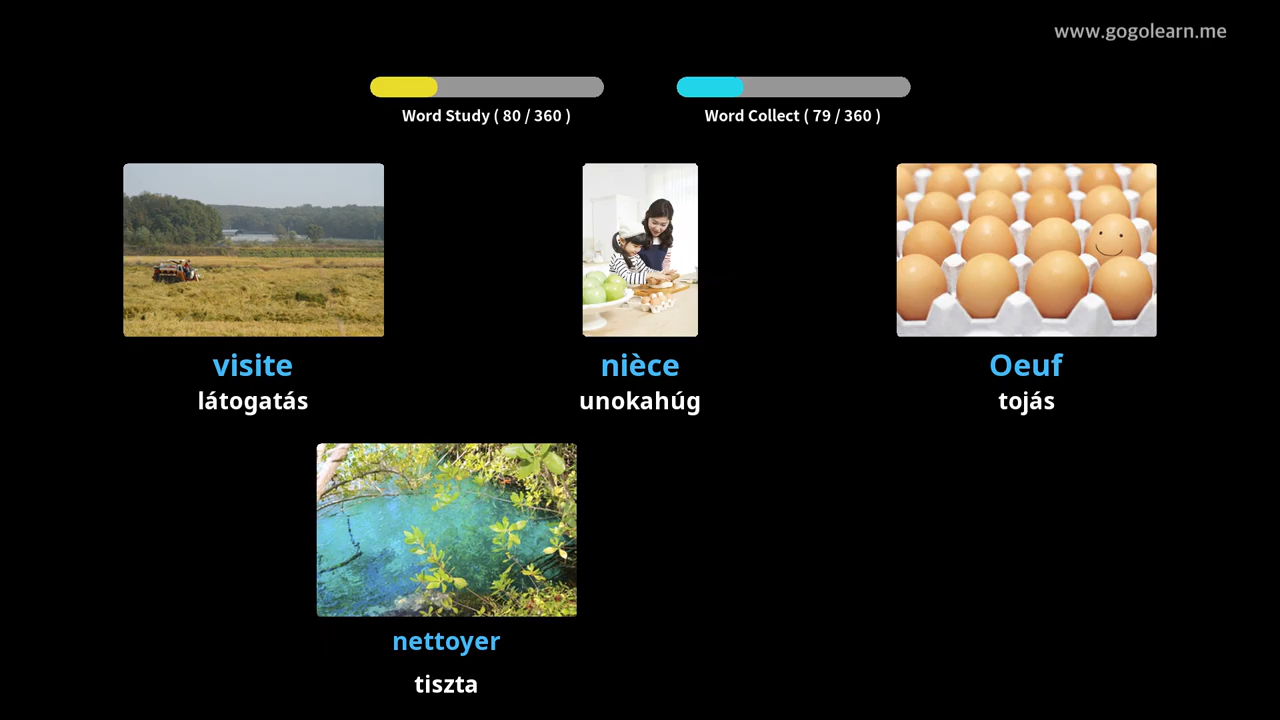 www.gogolearn.me
Word Study ( 80 / 360 )
Word Collect ( 79 / 360 )
visite
nièce
Oeuf
látogatás
unokahúg
tojás
nettoyer
tiszta